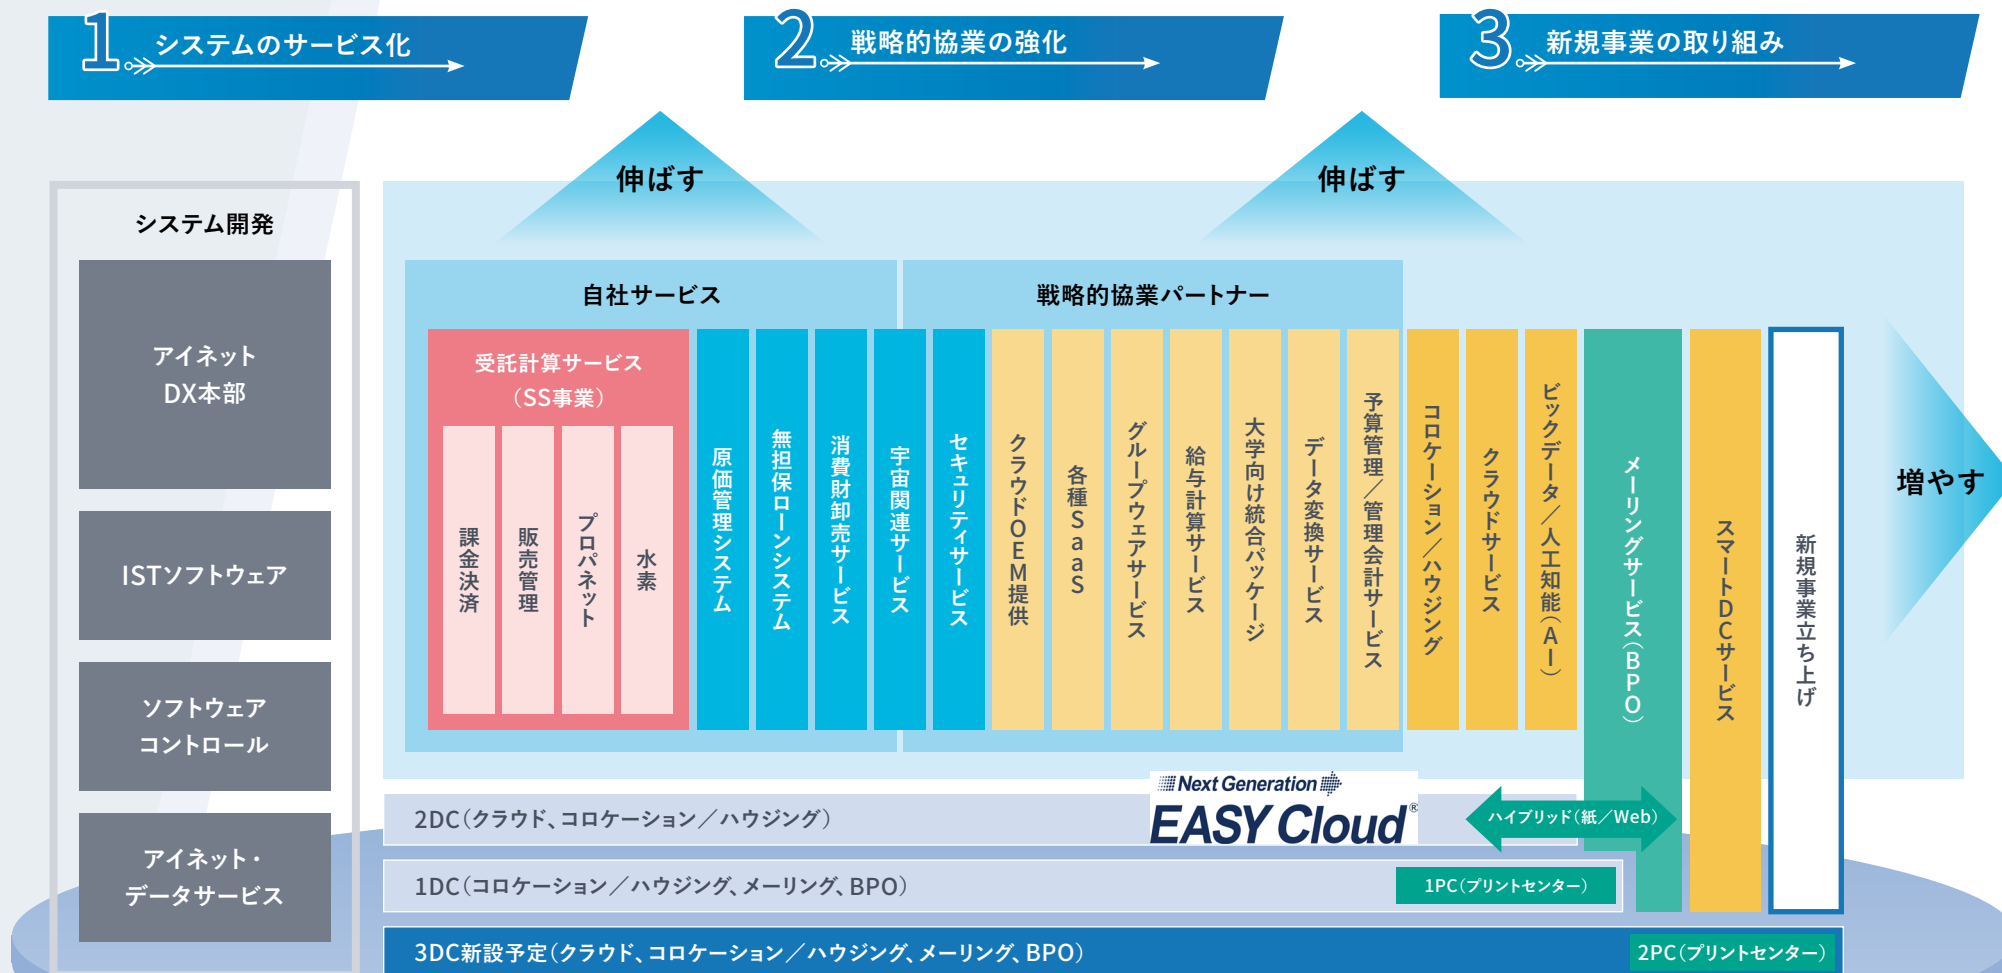 1 システムのサービス化
2 戦略的協業の強化
3 新規事業の取り組み
伸ばす
伸ばす
システム開発
アイネット
DX本部
ISTソフトウェア
ソフトウェア
コントロール
アイネット・
データサービス
自社サービス
戦略的協業パートナー
受託計算サービス
（SS事業）
課金決済
販売管理
プロパネット
水素
原価管理システム
無担保ローンシステム
消費財卸売サービス
宇宙関連サービス
セキュリティサービス
クラウドOEM提供
各種SaaS
グループウェアサービス
給与計算サービス
大学向け統合パッケージ
データ変換サービス
予算管理／管理会計サービス
コロケーション／ハウジング
クラウドサービス
ビックデータ／人工知能（AI）
メーリングサービス（BPO）
スマートDCサービス
新規事業立ち上げ
増やす
2DC（クラウド、コロケーション／ハウジング）
Next Generation
EASY Cloud®
ハイブリッド（紙／Web）
1DC（コロケーション／ハウジング、メーリング、BPO）
1PC（プリントセンター）
3DC新設予定（クラウド、コロケーション／ハウジング、メーリング、BPO）
2PC（プリントセンター）